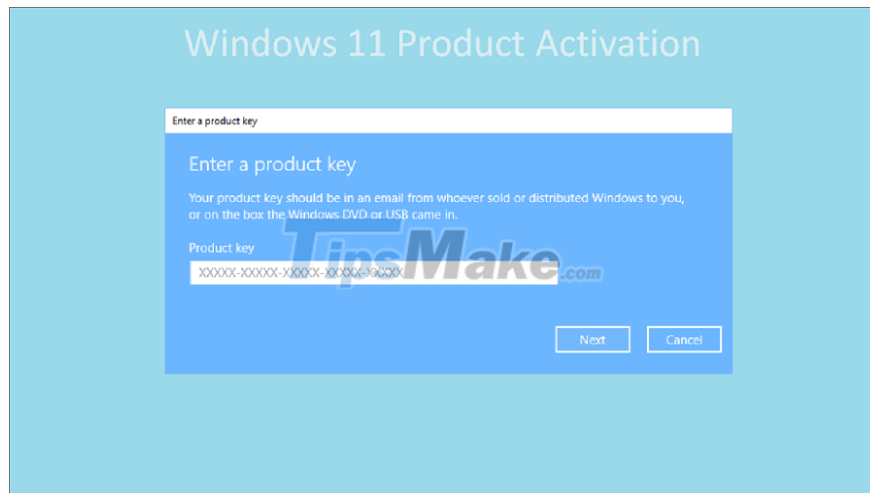 Windows 11 Product Activation
Enter a product key
Enter a product key
Your product key should be in an email from whoever sold or distributed Windows to you,
or on the box the Windows DVD or USB came in.
Product key
XXXXX-XXXXX-XXXXX-XXXXX-XXXXX
TipsMake.com
Next
Cancel